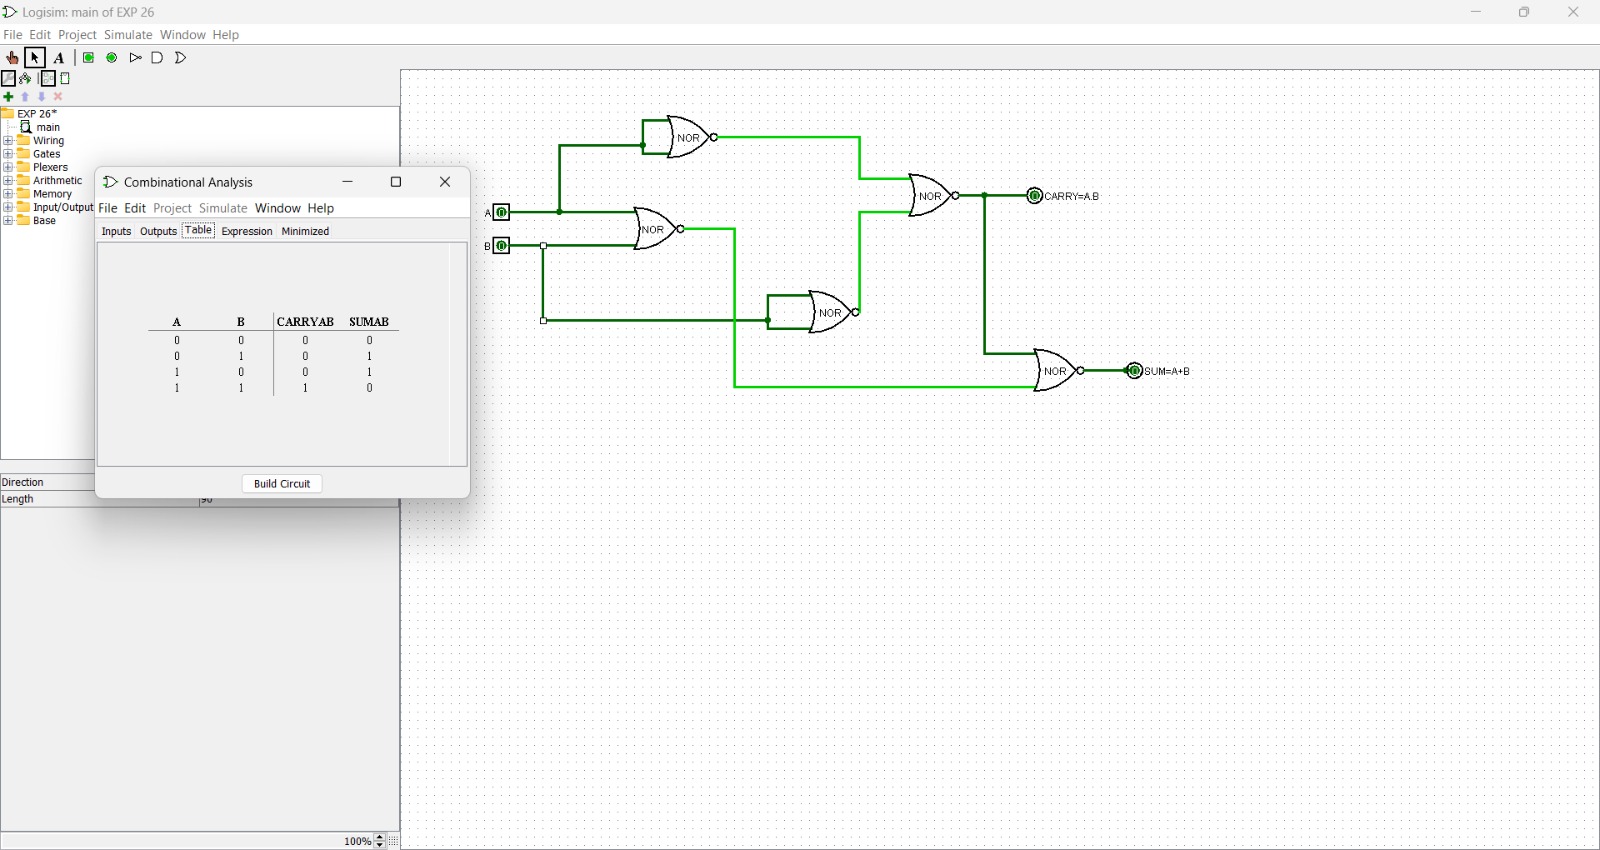 Logisim: main of EXP 26
File Edit Project Simulate Window Help
A
EXP 26*
main
Wiring
Gates
Plexers
Arithmetic
Memory
Input/Output
Base
Direction
Length 90
100%
Combinational Analysis
File Edit Project Simulate Window Help
Inputs Outputs Table Expression Minimized
A B CARRYAB SUMAB
0 0 0 0
0 1 0 1
1 0 0 1
1 1 1 0
Build Circuit
NOR
NOR CARRY=A.B
A
NOR
B
NOR
NOR SUM=A+B